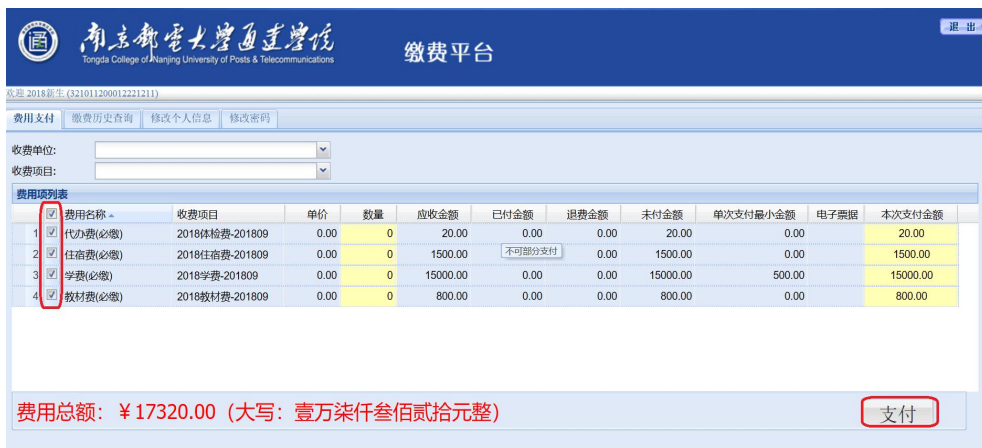 南京邮电大学通达学院
Tongda College of Nanjing University of Posts & Telecommunications
缴费平台
退 出
欢迎 2018新生 (321011200012221211)
费用支付 缴费历史查询 修改个人信息 修改密码
收费单位:
收费项目:
费用项列表
费用名称 收费项目 单价 数量 应收金额 已付金额 退费金额 未付金额 单次支付最小金额 电子票据 本次支付金额
1 代办费(必缴) 2018体检费-201809 0.00 0 20.00 0.00 0.00 20.00 0.00 20.00
2 住宿费(必缴) 2018住宿费-201809 0.00 0 1500.00 不可部分支付 0.00 1500.00 0.00 1500.00
3 学费(必缴) 2018学费-201809 0.00 0 15000.00 0.00 0.00 15000.00 500.00 15000.00
4 教材费(必缴) 2018教材费-201809 0.00 0 800.00 0.00 0.00 800.00 0.00 800.00
费用总额：￥17320.00（大写：壹万柒仟叁佰贰拾元整）
支付